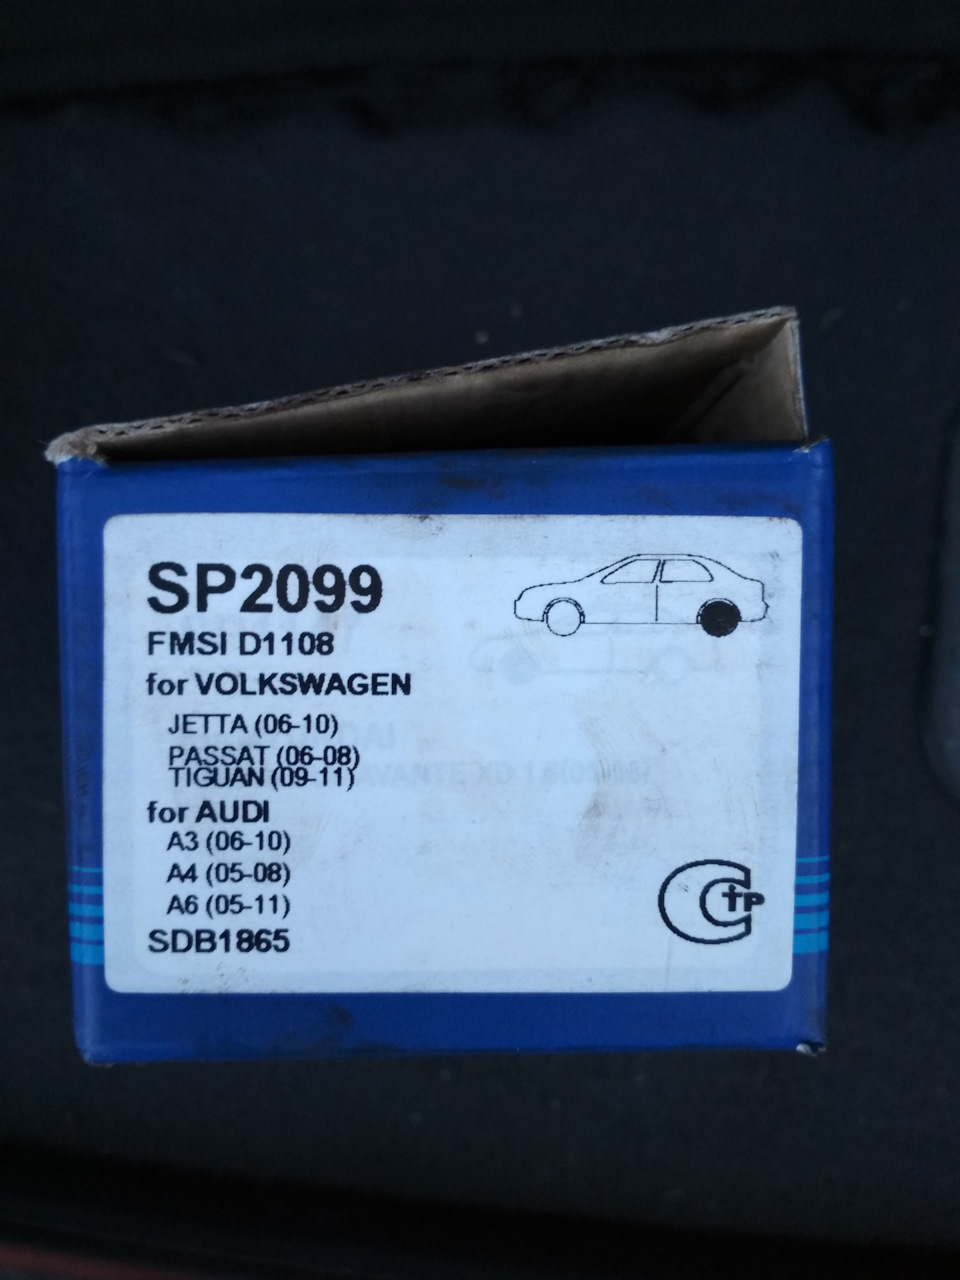 SP2099
FMSI D1108
for VOLKSWAGEN
JETTA (06-10)
PASSAT (06-08)
TIGUAN (09-11)
for AUDI
A3 (06-10)
A4 (05-08)
A6 (05-11)
SDB1865
CTP